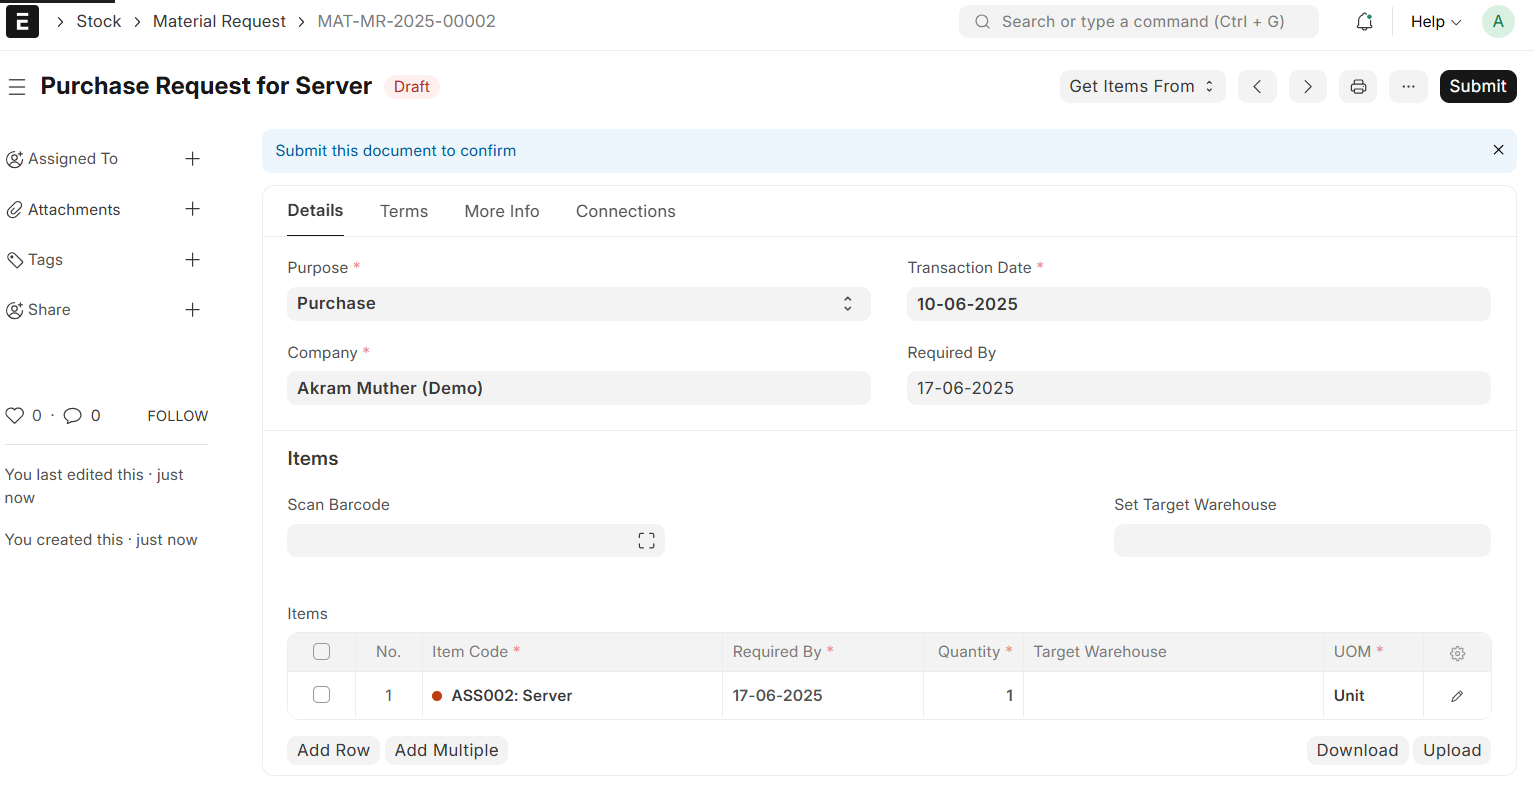 E
Stock
Material Request
MAT-MR-2025-00002
Search or type a command (Ctrl + G)
Help
A
Purchase Request for Server
Draft
Get Items From
Submit
Assigned To
Attachments
Tags
Share
0 · 0
FOLLOW
You last edited this · just
now
You created this · just now
Submit this document to confirm
Details
Terms
More Info
Connections
Purpose *
Purchase
Transaction Date *
10-06-2025
Company *
Akram Muther (Demo)
Required By
17-06-2025
Items
Scan Barcode
Set Target Warehouse
Items
No. Item Code * Required By * Quantity * Target Warehouse UOM *
1 ASS002: Server 17-06-2025 1 Unit
Add Row
Add Multiple
Download
Upload